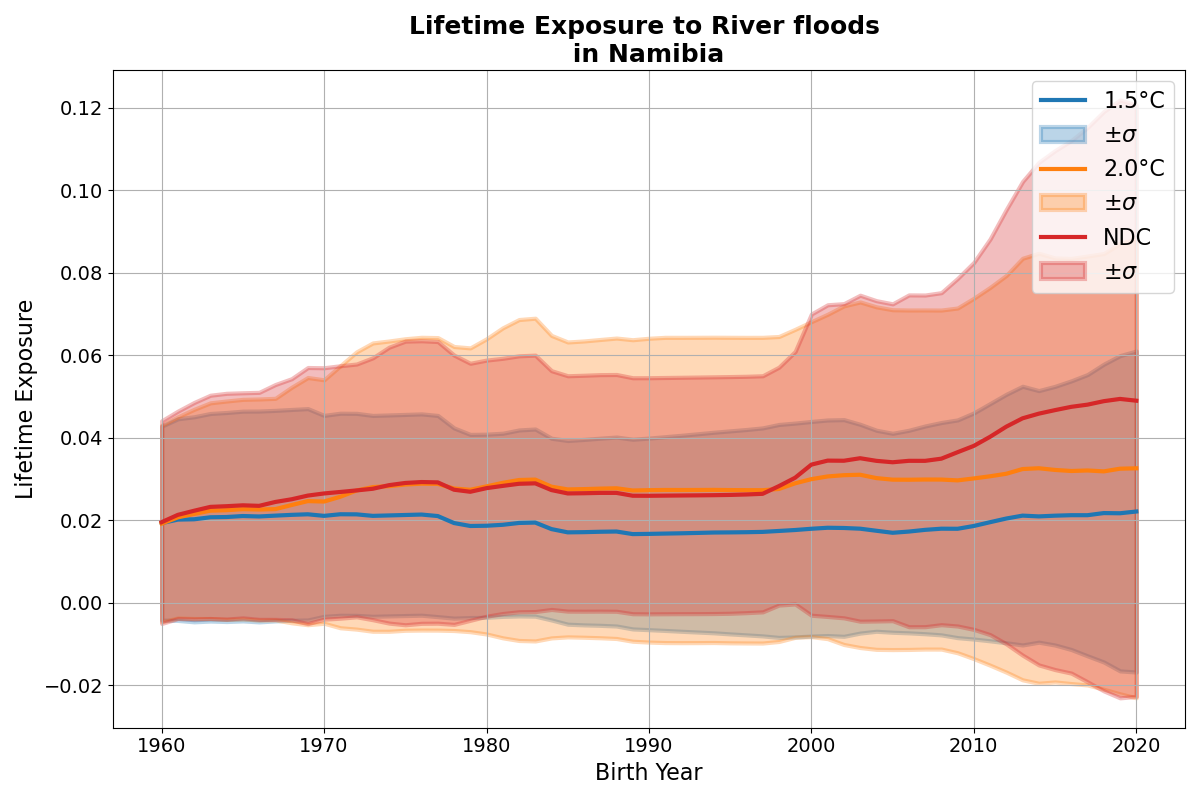 Lifetime Exposure to River floods
in Namibia
Lifetime Exposure
0.12
0.10
0.08
0.06
0.04
0.02
0.00
−0.02
1960
1970
1980
1990
2000
2010
2020
Birth Year
1.5°C
±σ
2.0°C
±σ
NDC
±σ